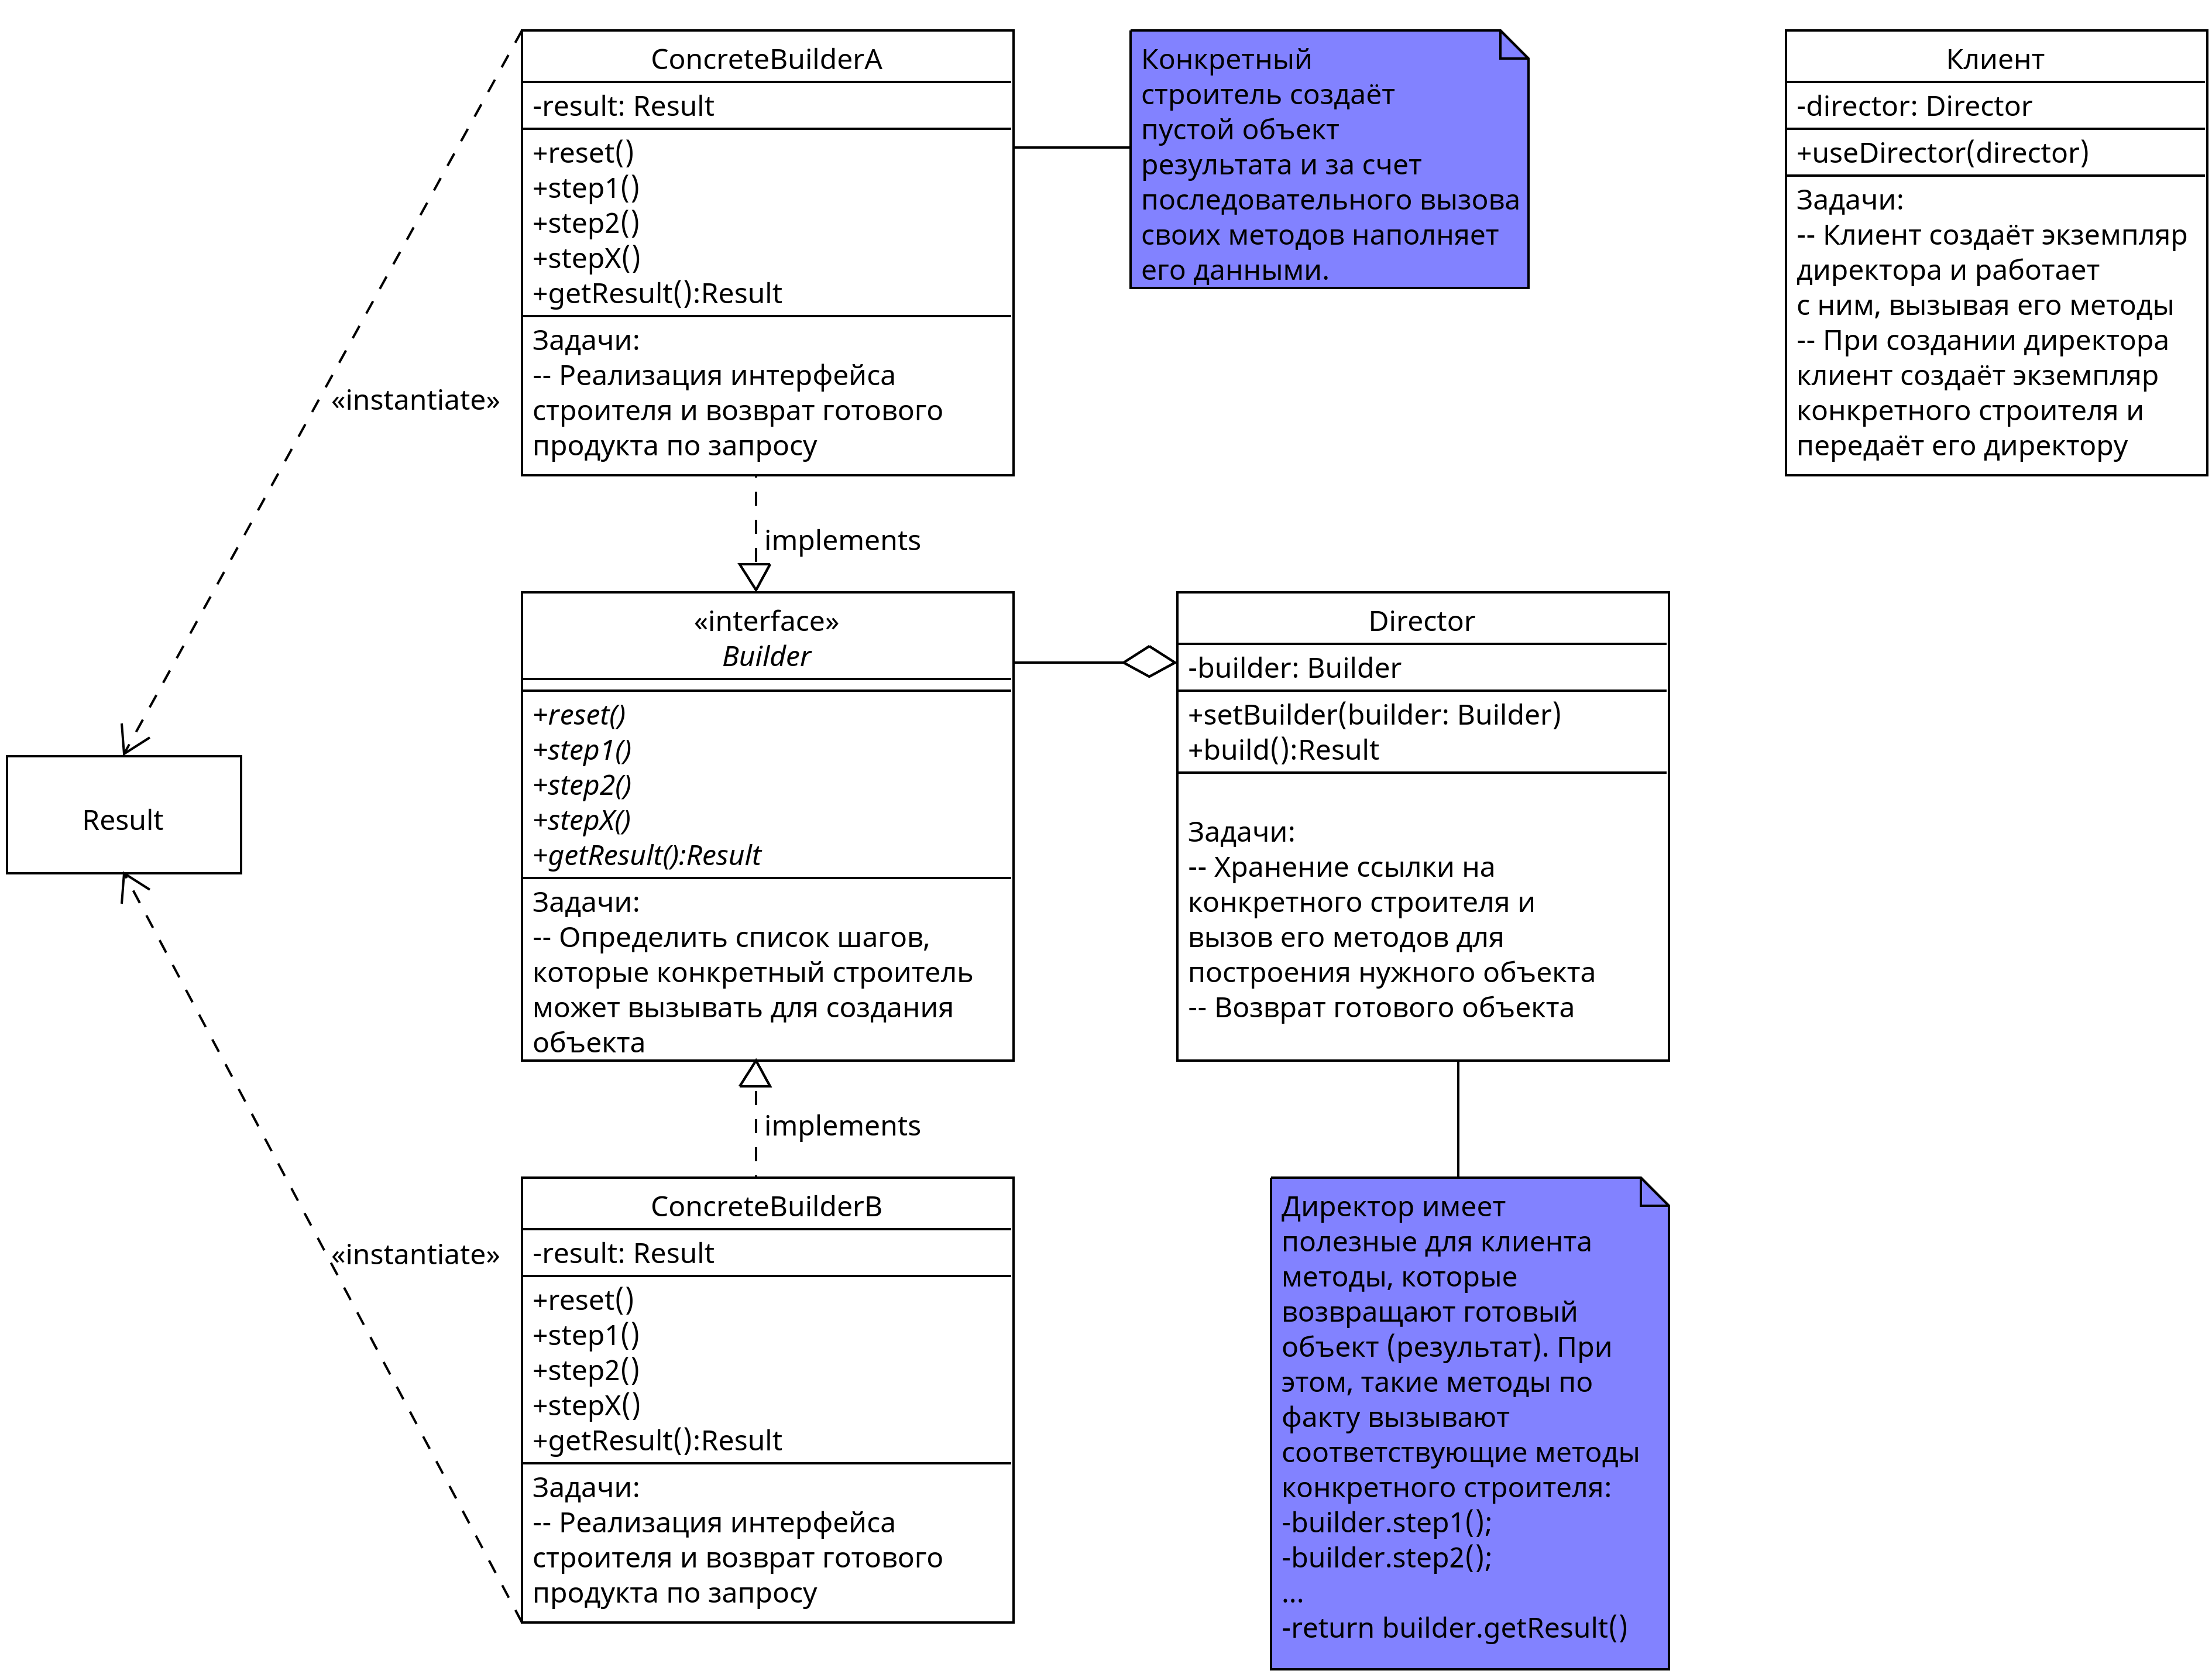 ConcreteBuilderA
-result: Result
+reset()
+step1()
+step2()
+stepX()
+getResult():Result
Задачи:
-- Реализация интерфейса
строителя и возврат готового
продукта по запросу
Конкретный
строитель создаёт
пустой объект
результата и за счет
последовательного вызова
своих методов наполняет
его данными.
Клиент
-director: Director
+useDirector(director)
Задачи:
-- Клиент создаёт экземпляр
директора и работает
с ним, вызывая его методы
-- При создании директора
клиент создаёт экземпляр
конкретного строителя и
передаёт его директору
«instantiate»
implements
«interface»
Builder
+reset()
+step1()
+step2()
+stepX()
+getResult():Result
Задачи:
-- Определить список шагов,
которые конкретный строитель
может вызывать для создания
объекта
Director
-builder: Builder
+setBuilder(builder: Builder)
+build():Result
Задачи:
-- Хранение ссылки на
конкретного строителя и
вызов его методов для
построения нужного объекта
-- Возврат готового объекта
Result
implements
«instantiate»
ConcreteBuilderB
-result: Result
+reset()
+step1()
+step2()
+stepX()
+getResult():Result
Задачи:
-- Реализация интерфейса
строителя и возврат готового
продукта по запросу
Директор имеет
полезные для клиента
методы, которые
возвращают готовый
объект (результат). При
этом, такие методы по
факту вызывают
соответствующие методы
конкретного строителя:
-builder.step1();
-builder.step2();
...
-return builder.getResult()